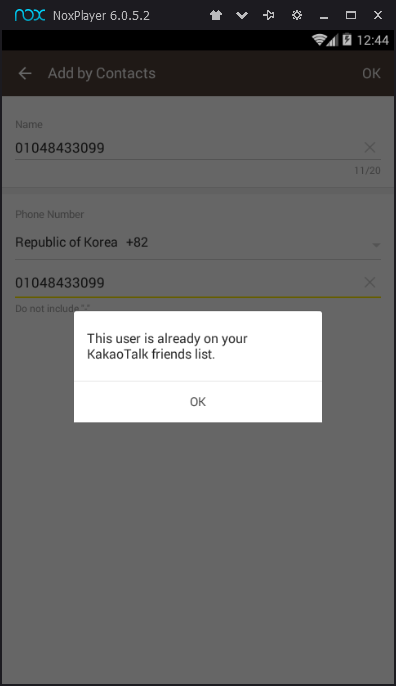 nox NoxPlayer 6.0.5.2
12:44
Add by Contacts OK
Name
01048433099
11/20
Phone Number
Republic of Korea +82
01048433099
Do not include "-"
This user is already on your
KakaoTalk friends list.
OK